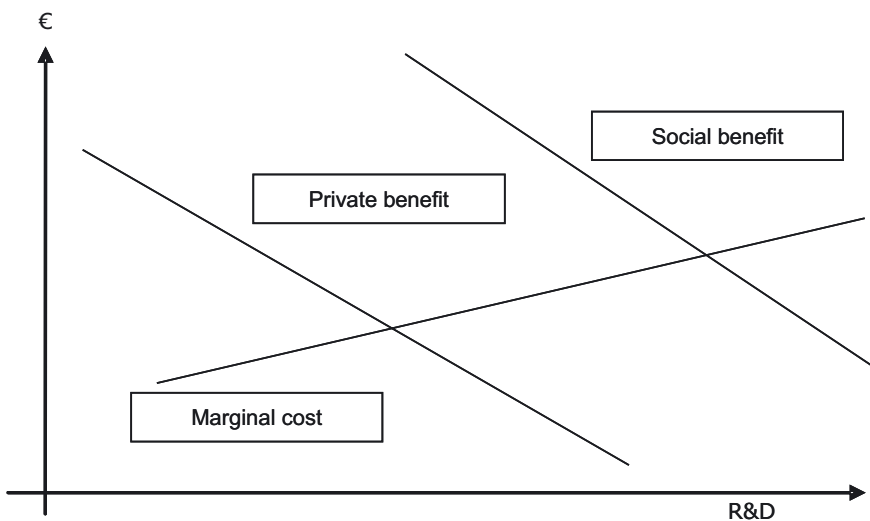 €
Social benefit
Private benefit
Marginal cost
R&D